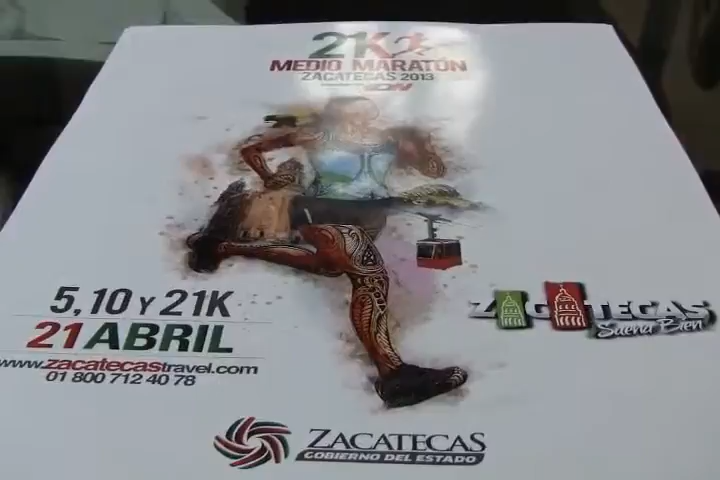 21K
MEDIO MARATÓN
ZACATECAS 2013
5,10 Y 21K
21 ABRIL
www.zacatecastravel.com
01 800 712 40 78
ZACATECAS
Suena Bien
ZACATECAS
GOBIERNO DEL ESTADO